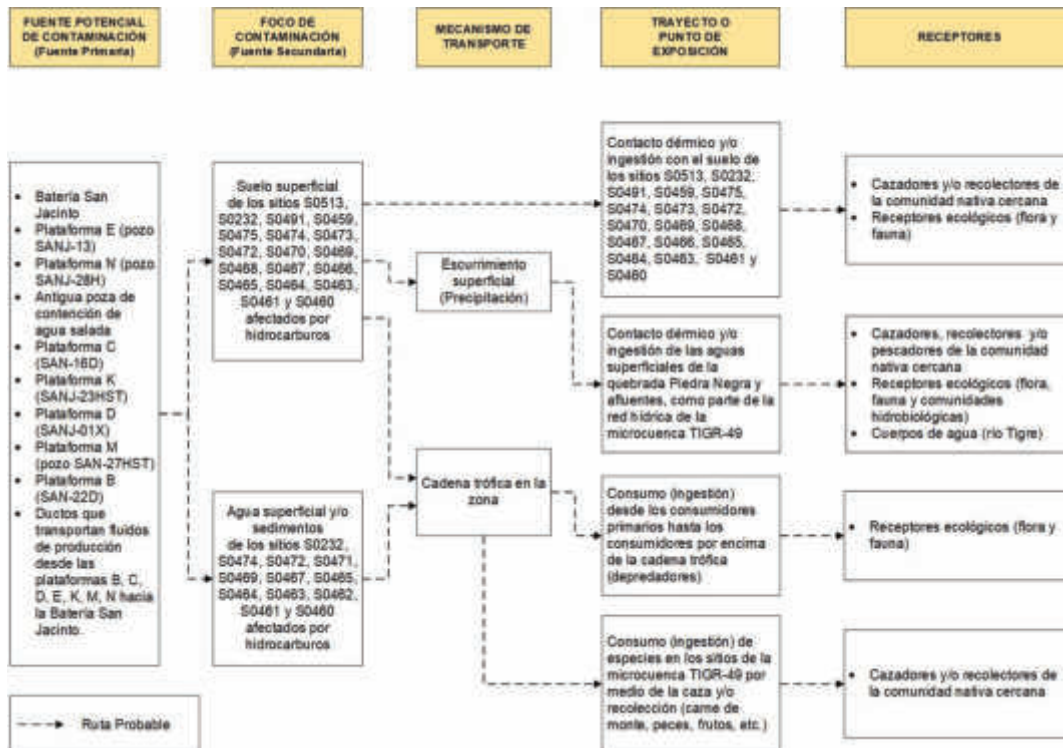 FUENTE POTENCIAL
DE CONTAMINACIÓN
(Fuente Primaria)
FOCO DE
CONTAMINACIÓN
(Fuente Secundaria)
MECANISMO DE
TRANSPORTE
TRAYECTO O
PUNTO DE
EXPOSICIÓN
RECEPTORES
• Batería San
Jacinto
• Plataforma E (pozo
SANJ-13)
• Plataforma N (pozo
SANJ-28H)
• Antigua poza de
contención de
agua salada
• Plataforma C
(SAN-16D)
• Plataforma K
(SANJ-23HST)
• Plataforma D
(SANJ-01X)
• Plataforma M
(pozo SAN-27HST)
• Plataforma B
(SAN-22D)
• Ductos que
transportan fluidos
de producción
desde las
plataformas B, C,
D, E, K, M, N hacia
la Batería San
Jacinto.
Suelo superficial
de los sitios S0513,
S0232, S0491, S0459,
S0475, S0474, S0473,
S0472, S0470, S0469,
S0468, S0467, S0466,
S0465, S0464, S0463,
S0461 y S0460
afectados por
hidrocarburos
Agua superficial y/o
sedimentos
de los sitios S0232,
S0474, S0472, S0471,
S0469, S0467, S0465,
S0464, S0463, S0462,
S0461 y S0460
afectados por
hidrocarburos
Escurrimiento
superficial
(Precipitación)
Cadena trófica en la
zona
Contacto dérmico y/o
ingestión con el suelo de
los sitios S0513, S0232,
S0491, S0459, S0475,
S0474, S0473, S0472,
S0470, S0469, S0468,
S0467, S0466, S0465,
S0464, S0463, S0461 y
S0460
Contacto dérmico y/o
ingestión de las aguas
superficiales de la
quebrada Piedra Negra y
afluentes, como parte de la
red hídrica de la
microcuenca TIGR-49
Consumo (ingestión)
desde los consumidores
primarios hasta los
consumidores por encima
de la cadena trófica
(depredadores)
Consumo (ingestión) de
especies en los sitios de la
microcuenca TIGR-49 por
medio de la caza y/o
recolección (carne de
monte, peces, frutos, etc.)
• Cazadores y/o recolectores de
la comunidad nativa cercana
• Receptores ecológicos (flora y
fauna)
• Cazadores, recolectores y/o
pescadores de la comunidad
nativa cercana
• Receptores ecológicos (flora,
fauna y comunidades
hidrobiológicas)
• Cuerpos de agua (río Tigre)
• Receptores ecológicos (flora y
fauna)
• Cazadores y/o recolectores de
la comunidad nativa cercana
Ruta Probable